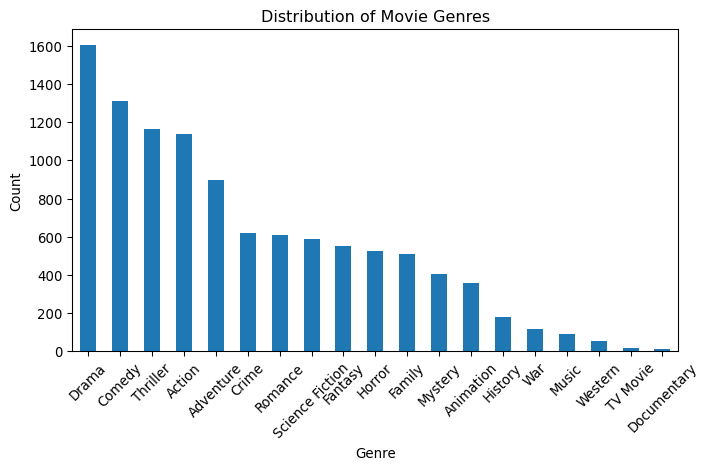 Distribution of Movie Genres
1600
1400
1200
1000
800
600
400
200
0
Count
Drama
Comedy
Thriller
Action
Adventure
Crime
Romance
Science Fiction
Fantasy
Horror
Family
Mystery
Animation
History
War
Music
Western
TV Movie
Documentary
Genre